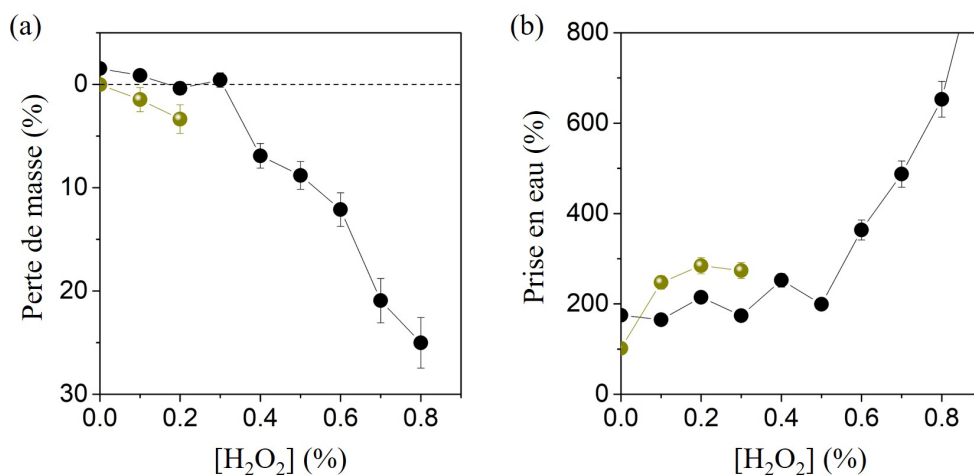 (a)
Perte de masse (%)
0
10
20
30
0.0 0.2 0.4 0.6 0.8
[H₂O₂] (%)
(b)
Prise en eau (%)
800
600
400
200
0
0.0 0.2 0.4 0.6 0.8
[H₂O₂] (%)